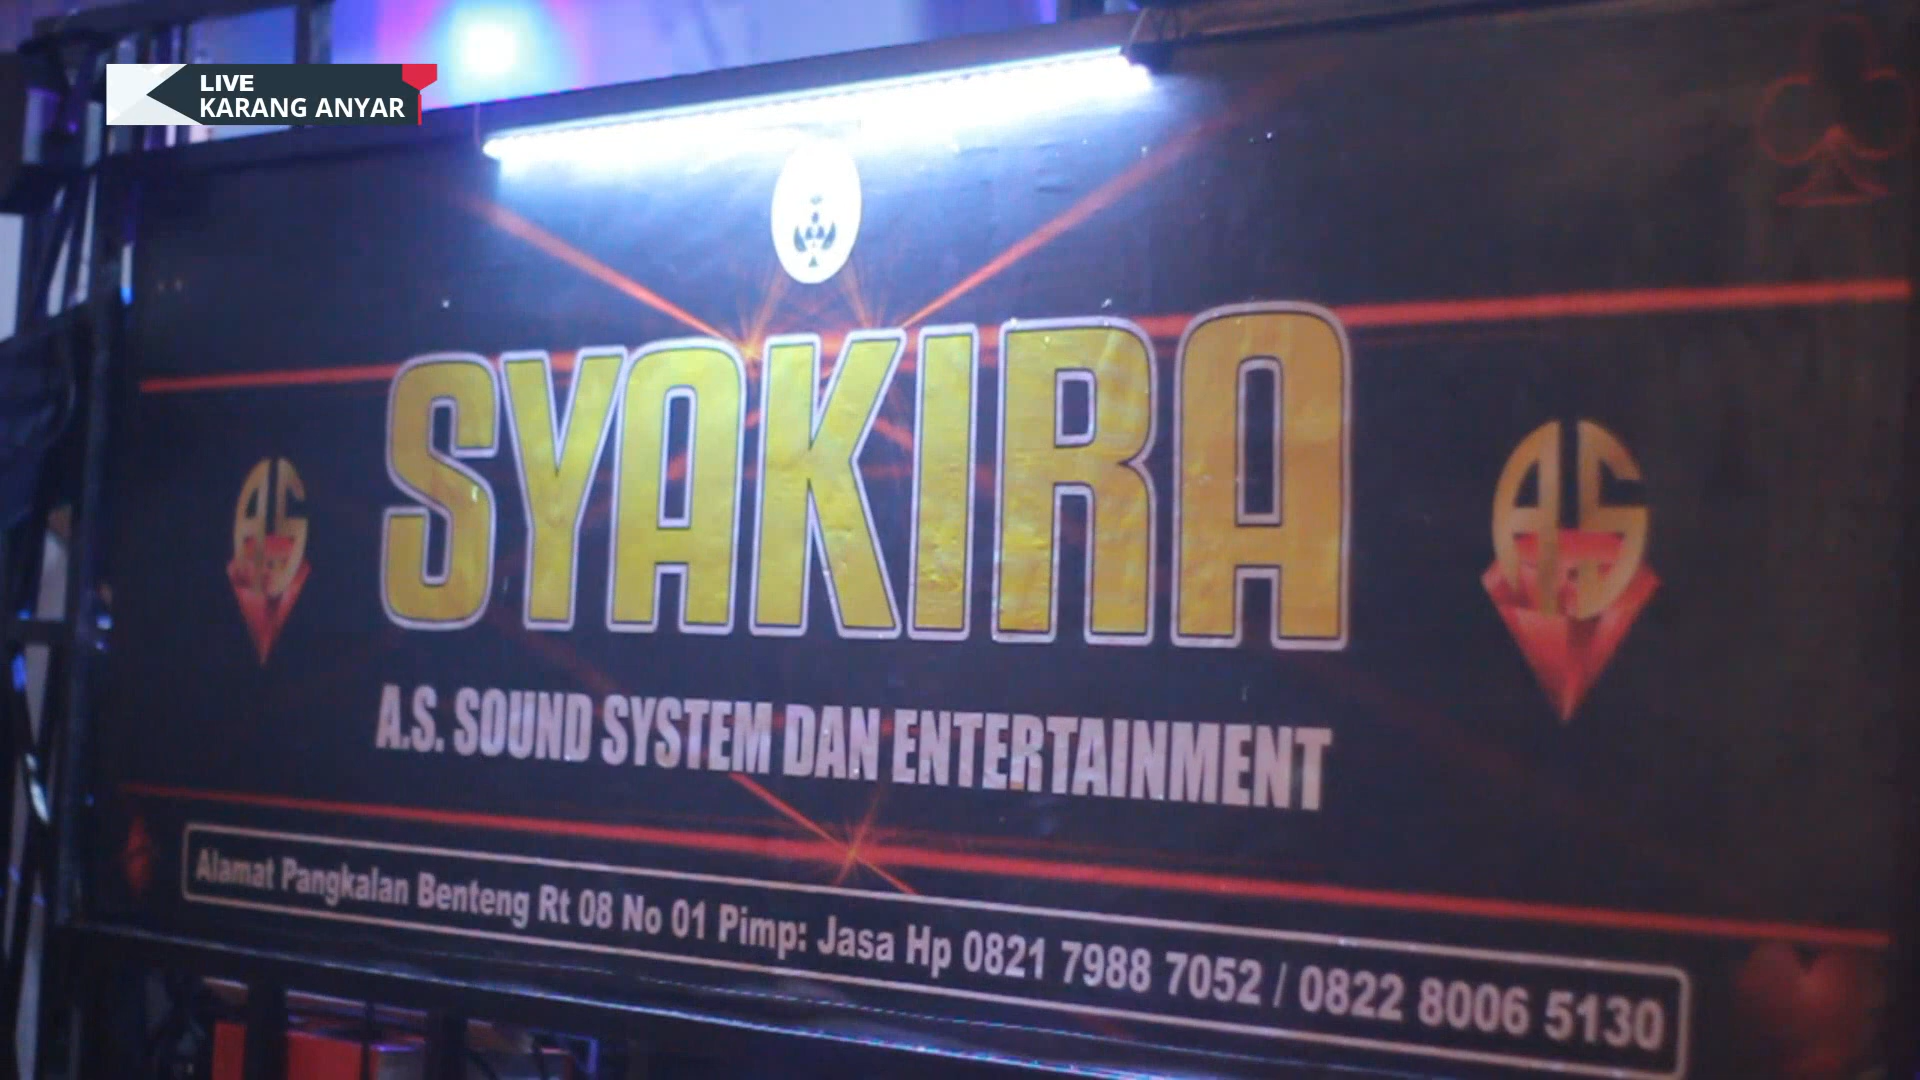 LIVE
KARANG ANYAR
SYAKIRA
AS
AS
A.S. SOUND SYSTEM DAN ENTERTAINMENT
Alamat Pangkalan Benteng Rt 08 No 01 Pimp: Jasa Hp 0821 7988 7052 / 0822 8006 5130